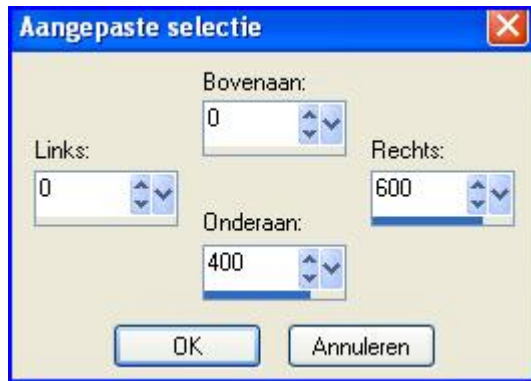 Aangepaste selectie
Bovenaan:
0
Links:
0
Rechts:
600
Onderaan:
400
OK
Annuleren